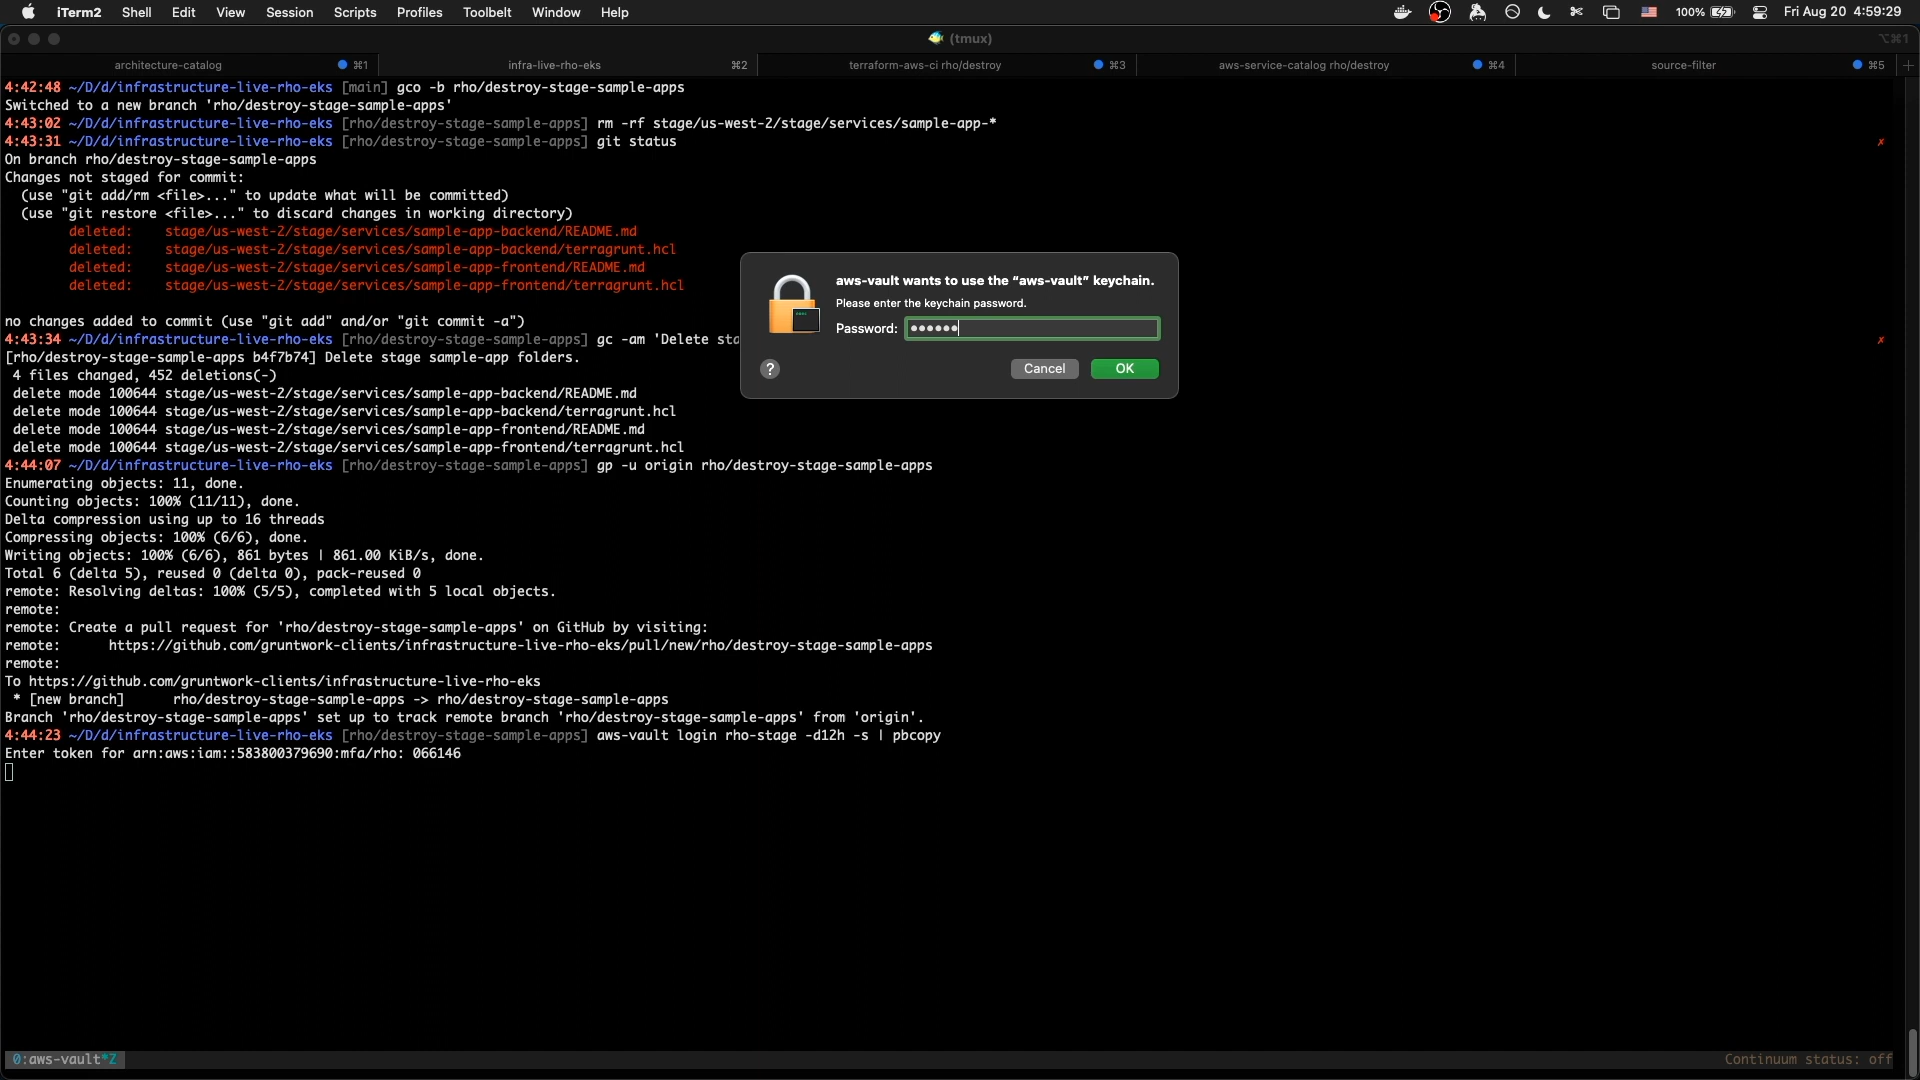 iTerm2 Shell Edit View Session Scripts Profiles Toolbelt Window Help 100% Fri Aug 20 4:59:29
(tmux) ⌥⌘1
architecture-catalog ⌘1 infra-live-rho-eks ⌘2 terraform-aws-ci rho/destroy ⌘3 aws-service-catalog rho/destroy ⌘4 source-filter ⌘5 +
4:42:48 ~/D/d/infrastructure-live-rho-eks [main] gco -b rho/destroy-stage-sample-apps
Switched to a new branch 'rho/destroy-stage-sample-apps'
4:43:02 ~/D/d/infrastructure-live-rho-eks [rho/destroy-stage-sample-apps] rm -rf stage/us-west-2/stage/services/sample-app-*
4:43:31 ~/D/d/infrastructure-live-rho-eks [rho/destroy-stage-sample-apps] git status ✗
On branch rho/destroy-stage-sample-apps
Changes not staged for commit:
(use "git add/rm <file>..." to update what will be committed)
(use "git restore <file>..." to discard changes in working directory)
deleted: stage/us-west-2/stage/services/sample-app-backend/README.md
deleted: stage/us-west-2/stage/services/sample-app-backend/terragrunt.hcl
deleted: stage/us-west-2/stage/services/sample-app-frontend/README.md
deleted: stage/us-west-2/stage/services/sample-app-frontend/terragrunt.hcl
no changes added to commit (use "git add" and/or "git commit -a")
4:43:34 ~/D/d/infrastructure-live-rho-eks [rho/destroy-stage-sample-apps] gc -am 'Delete sta ✗
[rho/destroy-stage-sample-apps b4f7b74] Delete stage sample-app folders.
4 files changed, 452 deletions(-)
delete mode 100644 stage/us-west-2/stage/services/sample-app-backend/README.md
delete mode 100644 stage/us-west-2/stage/services/sample-app-backend/terragrunt.hcl
delete mode 100644 stage/us-west-2/stage/services/sample-app-frontend/README.md
delete mode 100644 stage/us-west-2/stage/services/sample-app-frontend/terragrunt.hcl
4:44:07 ~/D/d/infrastructure-live-rho-eks [rho/destroy-stage-sample-apps] gp -u origin rho/destroy-stage-sample-apps
Enumerating objects: 11, done.
Counting objects: 100% (11/11), done.
Delta compression using up to 16 threads
Compressing objects: 100% (6/6), done.
Writing objects: 100% (6/6), 861 bytes | 861.00 KiB/s, done.
Total 6 (delta 5), reused 0 (delta 0), pack-reused 0
remote: Resolving deltas: 100% (5/5), completed with 5 local objects.
remote:
remote: Create a pull request for 'rho/destroy-stage-sample-apps' on GitHub by visiting:
remote: https://github.com/gruntwork-clients/infrastructure-live-rho-eks/pull/new/rho/destroy-stage-sample-apps
remote:
To https://github.com/gruntwork-clients/infrastructure-live-rho-eks
* [new branch] rho/destroy-stage-sample-apps -> rho/destroy-stage-sample-apps
Branch 'rho/destroy-stage-sample-apps' set up to track remote branch 'rho/destroy-stage-sample-apps' from 'origin'.
4:44:23 ~/D/d/infrastructure-live-rho-eks [rho/destroy-stage-sample-apps] aws-vault login rho-stage -d12h -s | pbcopy
Enter token for arn:aws:iam::583800379690:mfa/rho: 066146
aws-vault wants to use the “aws-vault” keychain.
Please enter the keychain password.
Password: ••••••
? Cancel OK
0:aws-vault*Z Continuum status: off